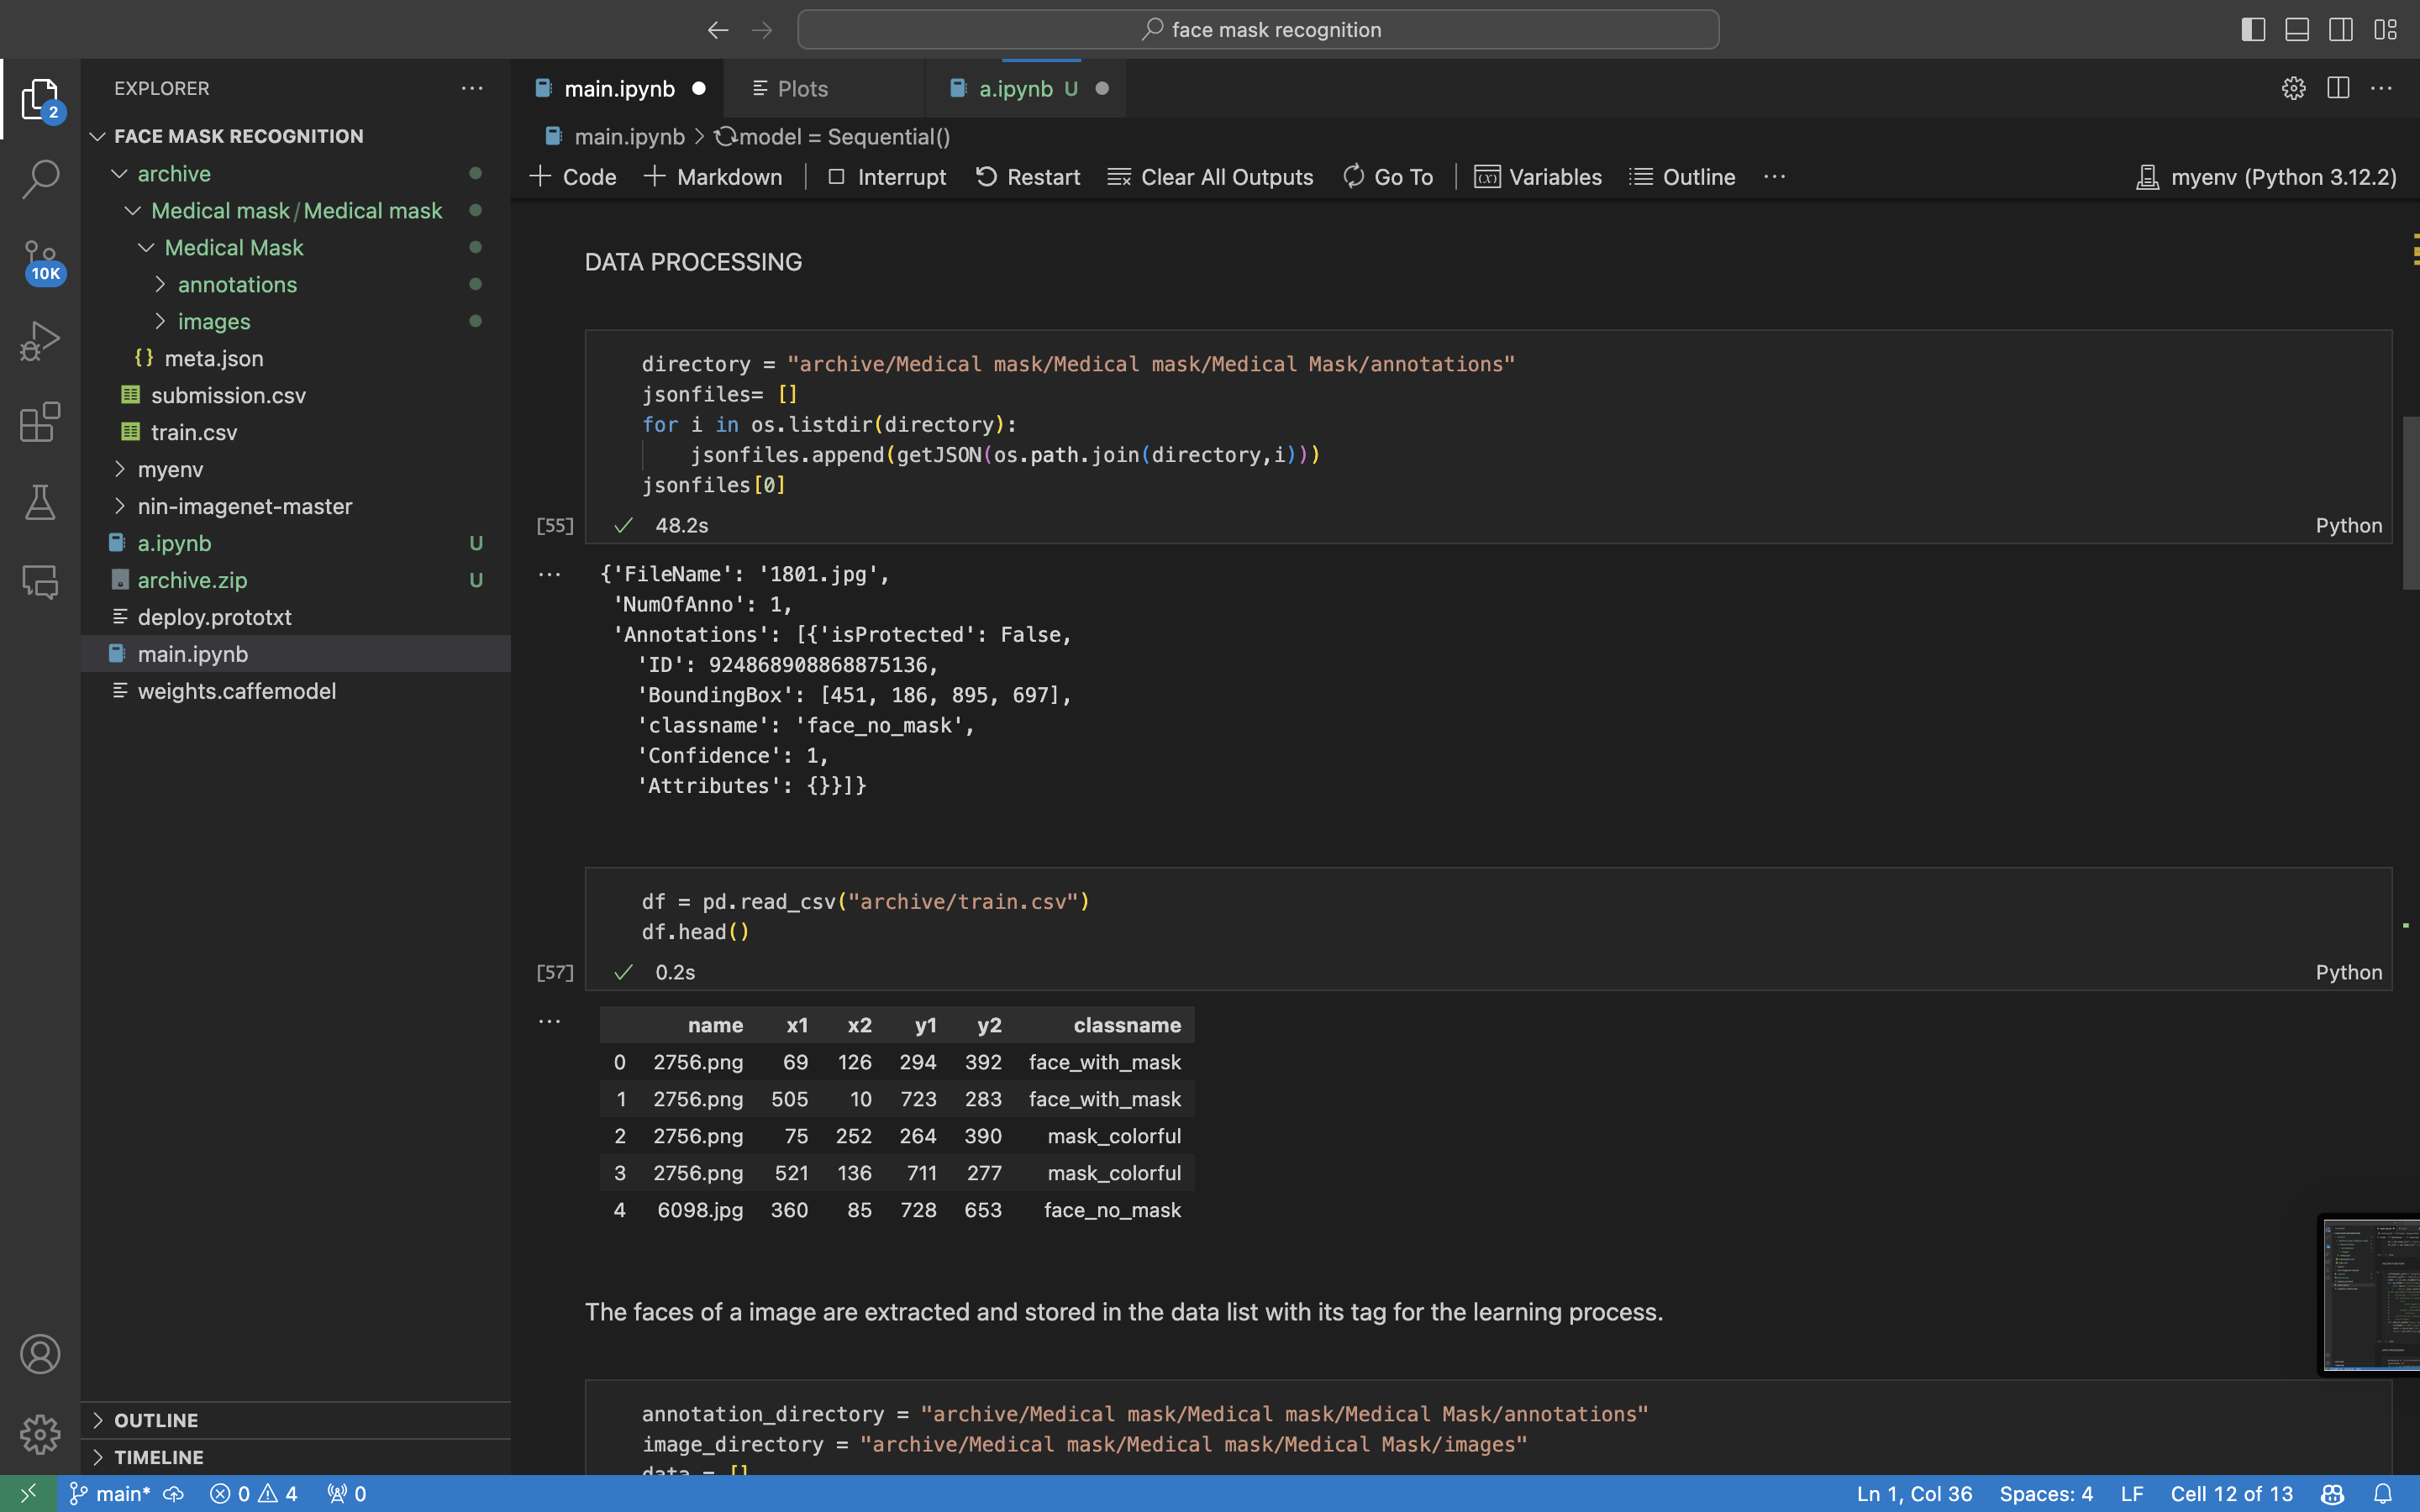 face mask recognition
EXPLORER
2
10K
FACE MASK RECOGNITION
archive
Medical mask/Medical mask
Medical Mask
annotations
images
{} meta.json
submission.csv
train.csv
myenv
nin-imagenet-master
a.ipynb U
archive.zip U
deploy.prototxt
main.ipynb
weights.caffemodel
OUTLINE
TIMELINE
main.ipynb
Plots
a.ipynb U
main.ipynb > model = Sequential()
+ Code + Markdown Interrupt Restart Clear All Outputs Go To (x) Variables Outline ... myenv (Python 3.12.2)
DATA PROCESSING
directory = "archive/Medical mask/Medical mask/Medical Mask/annotations"
jsonfiles= []
for i in os.listdir(directory):
jsonfiles.append(getJSON(os.path.join(directory,i)))
jsonfiles[0]
[55] 48.2s Python
{'FileName': '1801.jpg',
'NumOfAnno': 1,
'Annotations': [{'isProtected': False,
'ID': 924868908868875136,
'BoundingBox': [451, 186, 895, 697],
'classname': 'face_no_mask',
'Confidence': 1,
'Attributes': {}}]}
df = pd.read_csv("archive/train.csv")
df.head()
[57] 0.2s Python
name x1 x2 y1 y2 classname
0 2756.png 69 126 294 392 face_with_mask
1 2756.png 505 10 723 283 face_with_mask
2 2756.png 75 252 264 390 mask_colorful
3 2756.png 521 136 711 277 mask_colorful
4 6098.jpg 360 85 728 653 face_no_mask
The faces of a image are extracted and stored in the data list with its tag for the learning process.
annotation_directory = "archive/Medical mask/Medical mask/Medical Mask/annotations"
image_directory = "archive/Medical mask/Medical mask/Medical Mask/images"
data = []
main* 0 4 0 Ln 1, Col 36 Spaces: 4 LF Cell 12 of 13